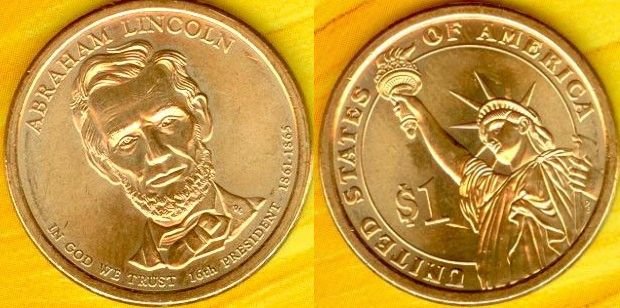 ABRAHAM LINCOLN
IN GOD WE TRUST 16th PRESIDENT 1861-1865
UNITED STATES OF AMERICA
$1